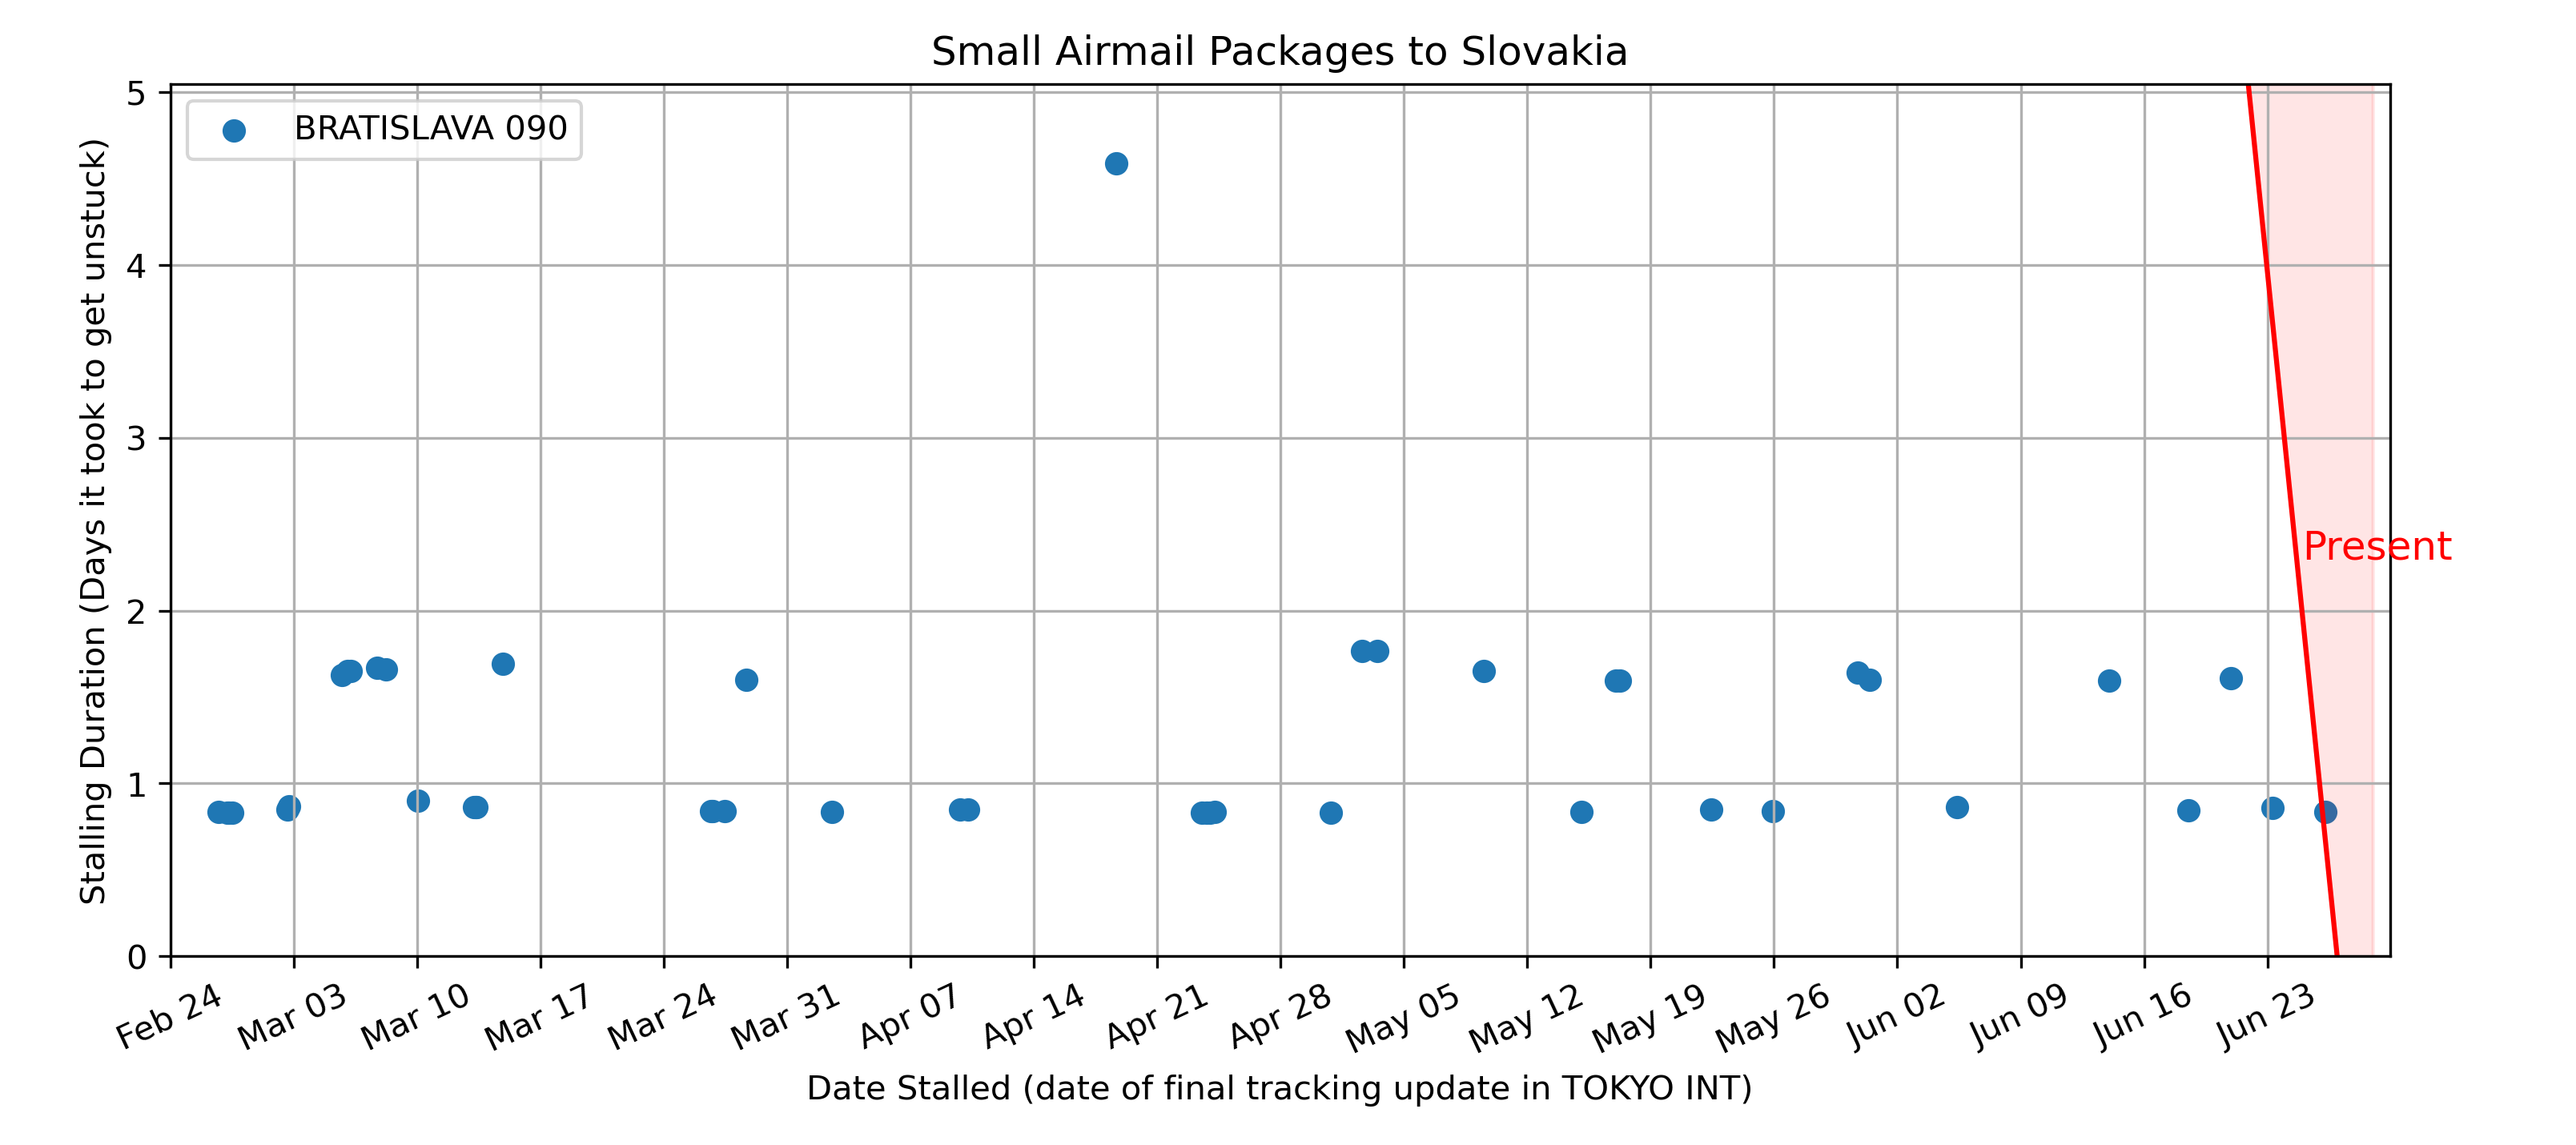 Small Airmail Packages to Slovakia
BRATISLAVA 090
Stalling Duration (Days it took to get unstuck)
5
4
3
2
1
0
Present
Feb 24
Mar 03
Mar 10
Mar 17
Mar 24
Mar 31
Apr 07
Apr 14
Apr 21
Apr 28
May 05
May 12
May 19
May 26
Jun 02
Jun 09
Jun 16
Jun 23
Date Stalled (date of final tracking update in TOKYO INT)